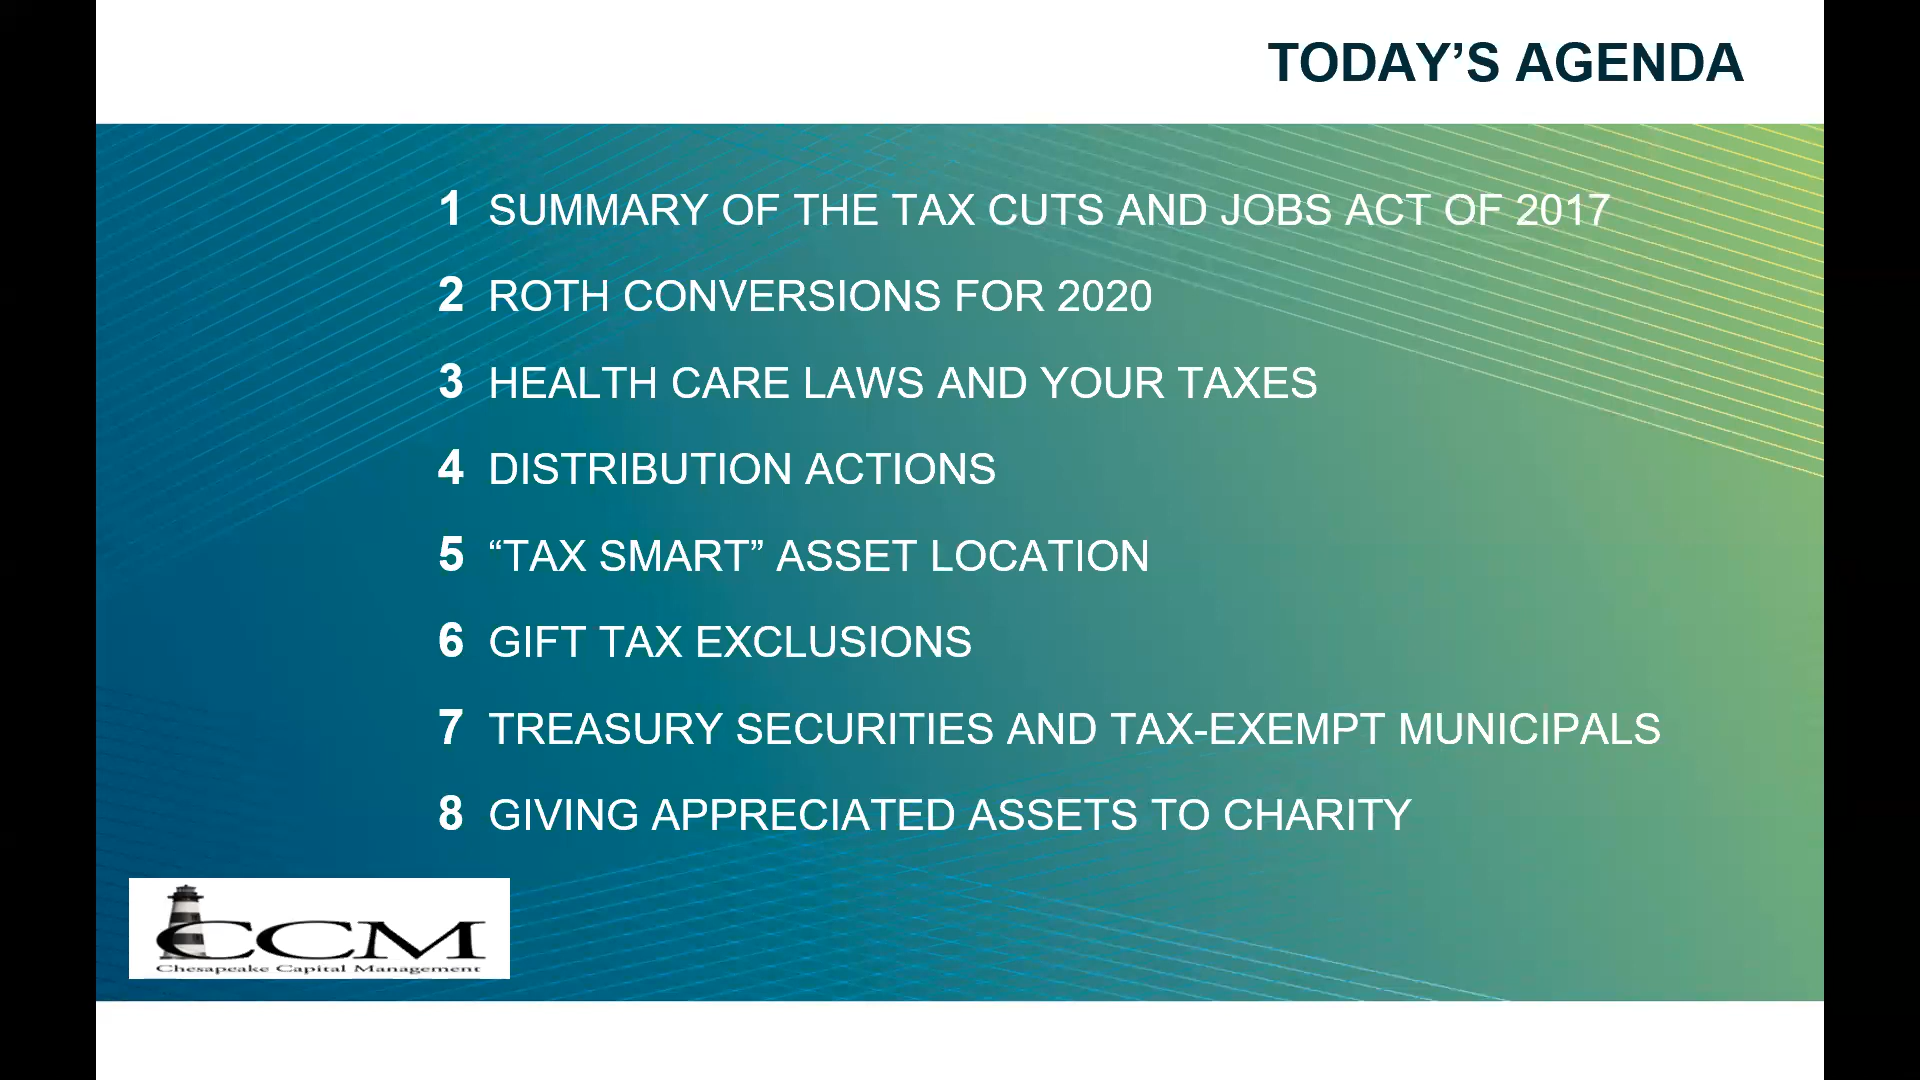 TODAY’S AGENDA
1 SUMMARY OF THE TAX CUTS AND JOBS ACT OF 2017
2 ROTH CONVERSIONS FOR 2020
3 HEALTH CARE LAWS AND YOUR TAXES
4 DISTRIBUTION ACTIONS
5 “TAX SMART” ASSET LOCATION
6 GIFT TAX EXCLUSIONS
7 TREASURY SECURITIES AND TAX-EXEMPT MUNICIPALS
8 GIVING APPRECIATED ASSETS TO CHARITY
CCM
Chesapeake Capital Management